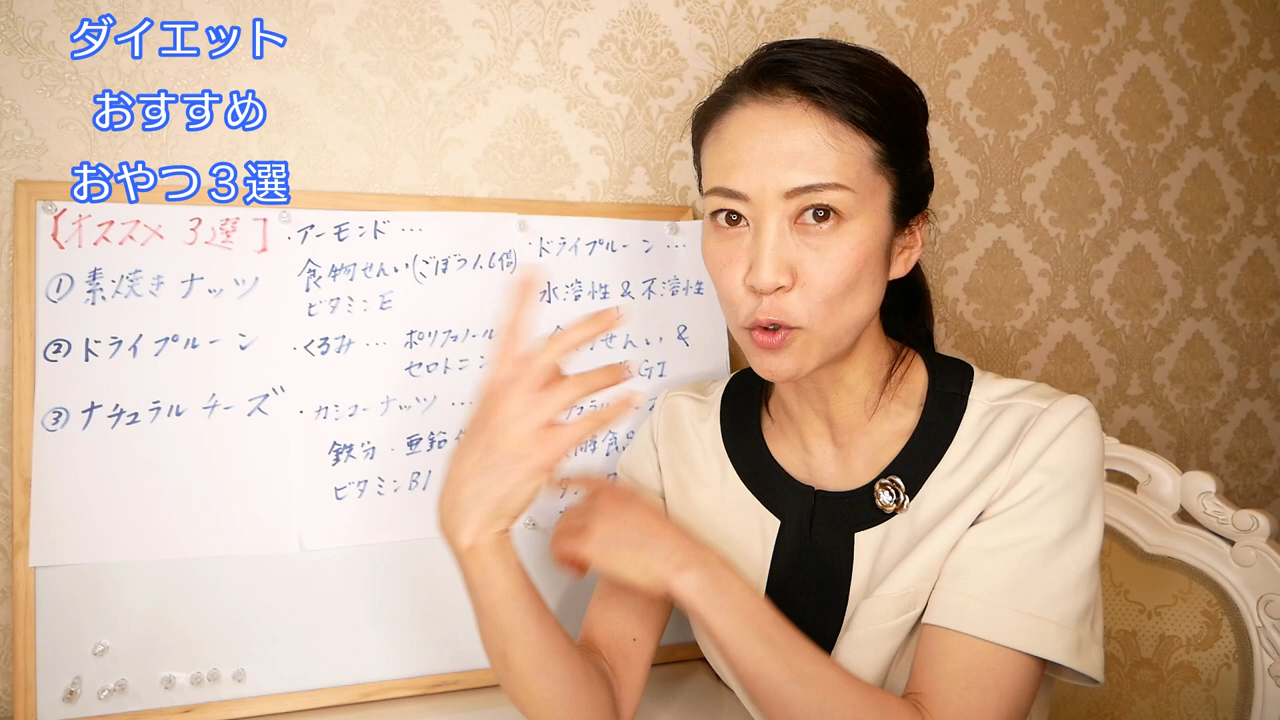 ダイエット
おすすめ
おやつ３選
【オススメ 3選】
① 素焼きナッツ
② ドライプルーン
③ ナチュラルチーズ
・アーモンド…
食物せんい(ごぼう1.6倍)
ビタミンE
・くるみ… ポリフェノール
セロトニン
・カシューナッツ…
鉄分・亜鉛
ビタミンB1
・ドライプルーン…
水溶性&不溶性
せんい&
GI